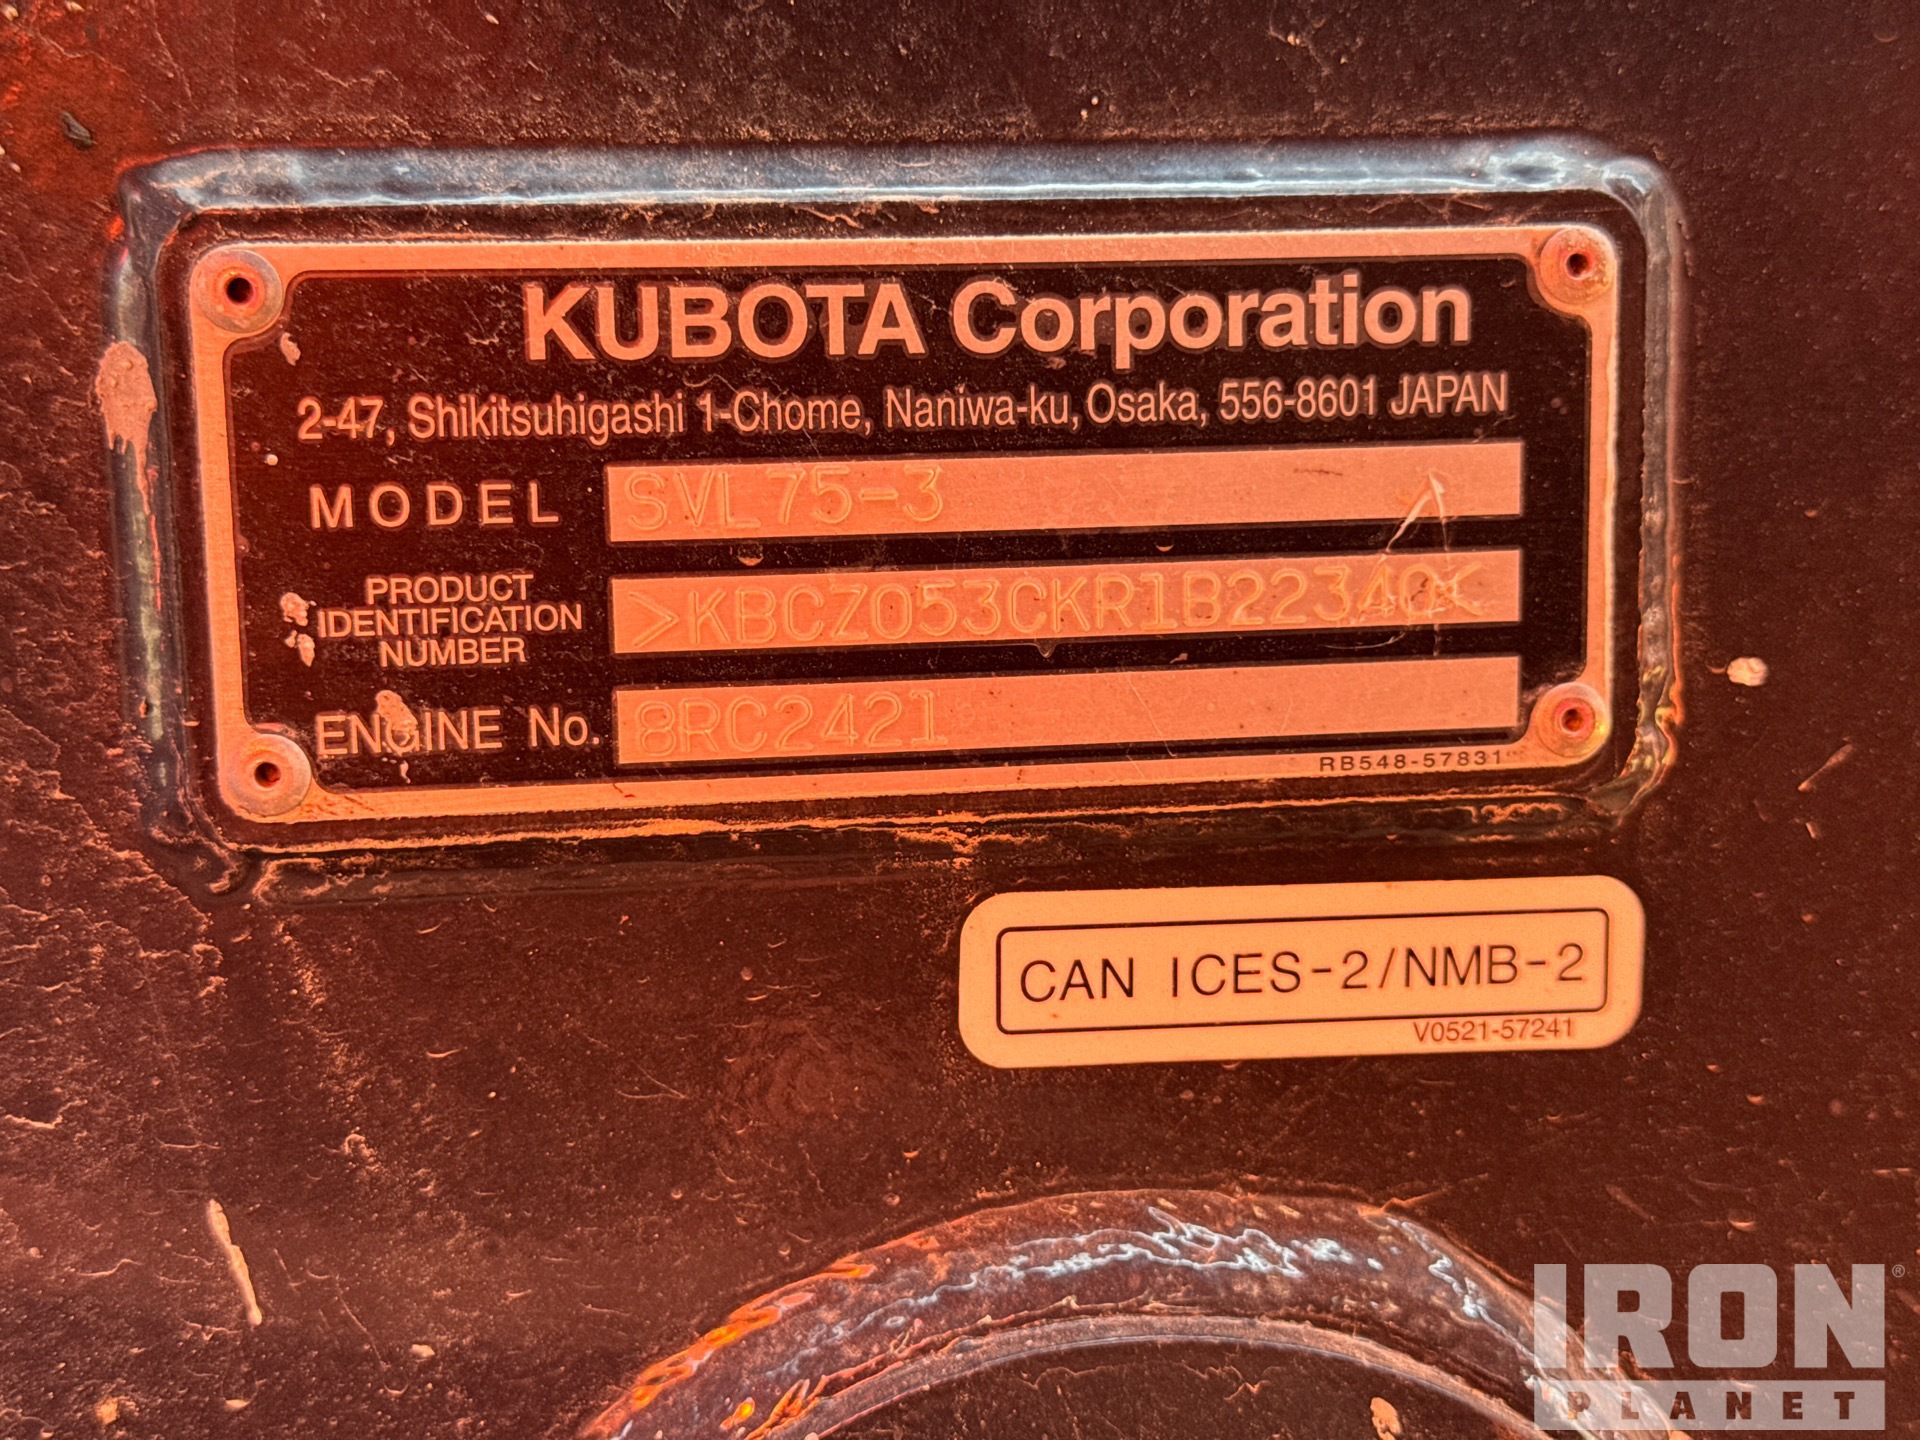 KUBOTA Corporation
2-47, Shikitsuhigashi 1-Chome, Naniwa-ku, Osaka, 556-8601 JAPAN
MODEL SVL75-3
PRODUCT
IDENTIFICATION
NUMBER
>KBCZ053CKR1B22340<
ENGINE No. 8RC2421
RB548-57831
CAN ICES-2/NMB-2
V0521-57241
IRON®
PLANET